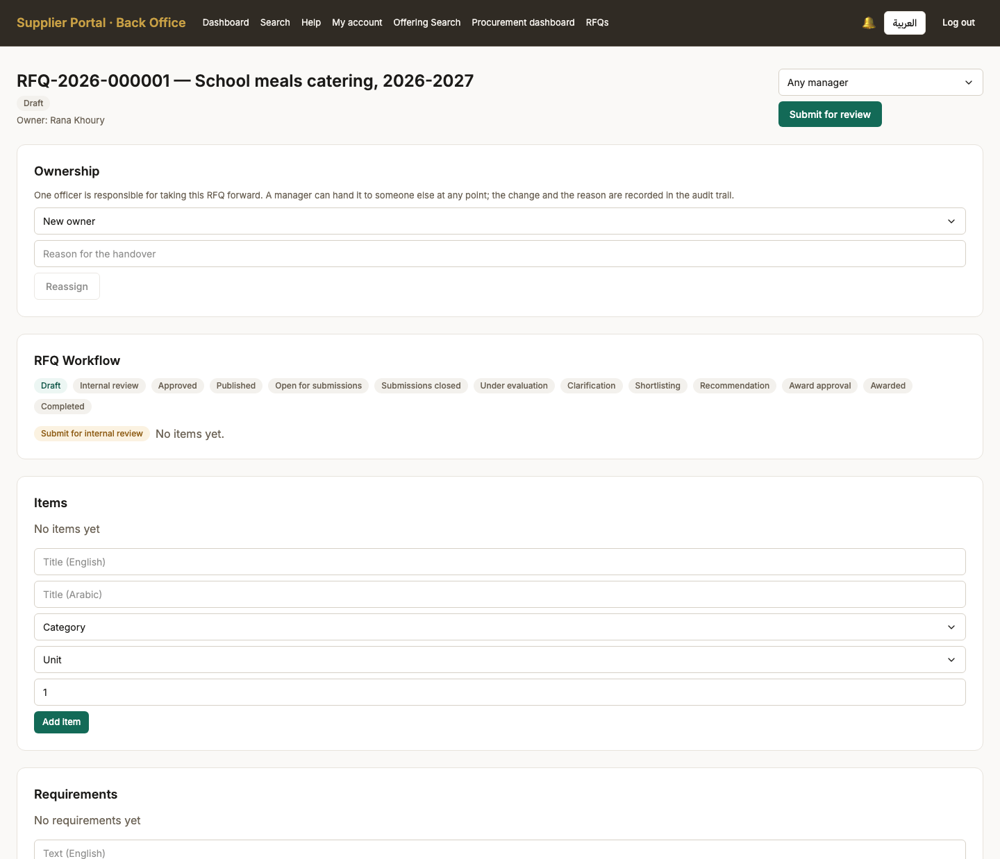 Supplier Portal · Back Office Dashboard Search Help My account Offering Search Procurement dashboard RFQs العربية Log out
RFQ-2026-000001 — School meals catering, 2026-2027
Draft
Owner: Rana Khoury
Any manager
Submit for review
Ownership
One officer is responsible for taking this RFQ forward. A manager can hand it to someone else at any point; the change and the reason are recorded in the audit trail.
New owner
Reason for the handover
Reassign
RFQ Workflow
Draft Internal review Approved Published Open for submissions Submissions closed Under evaluation Clarification Shortlisting Recommendation Award approval Awarded
Completed
Submit for internal review No items yet.
Items
No items yet
Title (English)
Title (Arabic)
Category
Unit
1
Add item
Requirements
No requirements yet
Text (English)